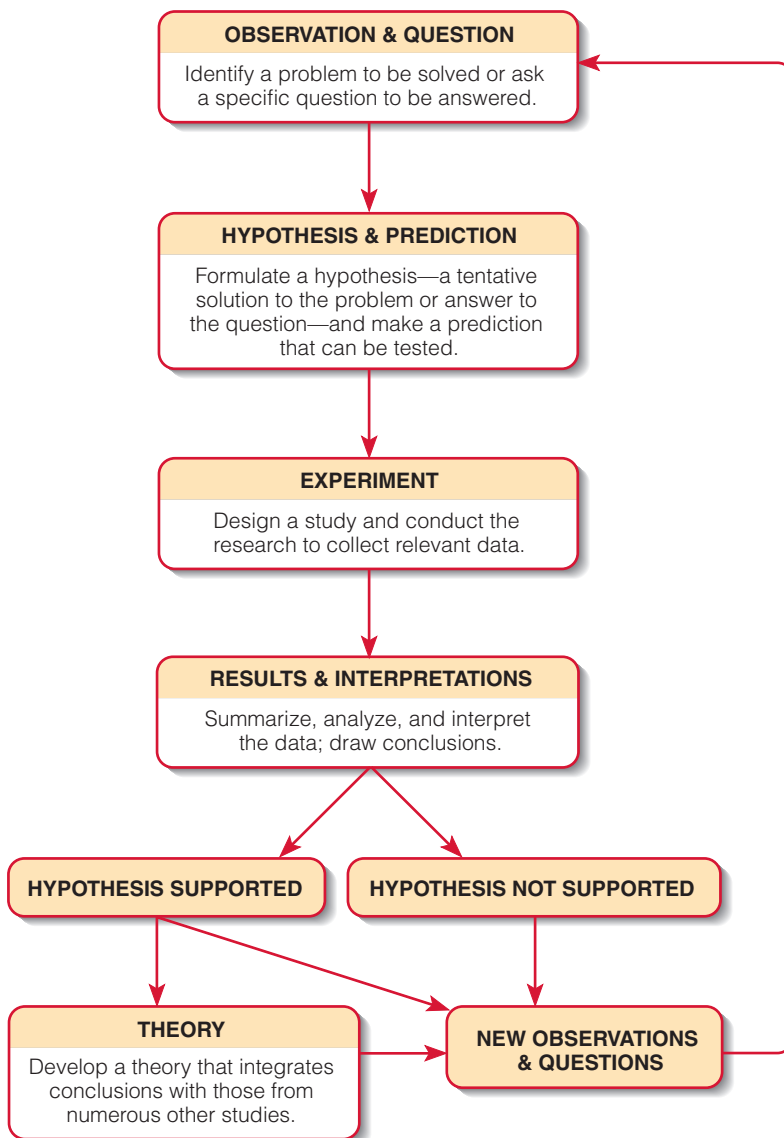 OBSERVATION & QUESTION
Identify a problem to be solved or ask
a specific question to be answered.
HYPOTHESIS & PREDICTION
Formulate a hypothesis—a tentative
solution to the problem or answer to
the question—and make a prediction
that can be tested.
EXPERIMENT
Design a study and conduct the
research to collect relevant data.
RESULTS & INTERPRETATIONS
Summarize, analyze, and interpret
the data; draw conclusions.
HYPOTHESIS SUPPORTED
HYPOTHESIS NOT SUPPORTED
THEORY
Develop a theory that integrates
conclusions with those from
numerous other studies.
NEW OBSERVATIONS
& QUESTIONS